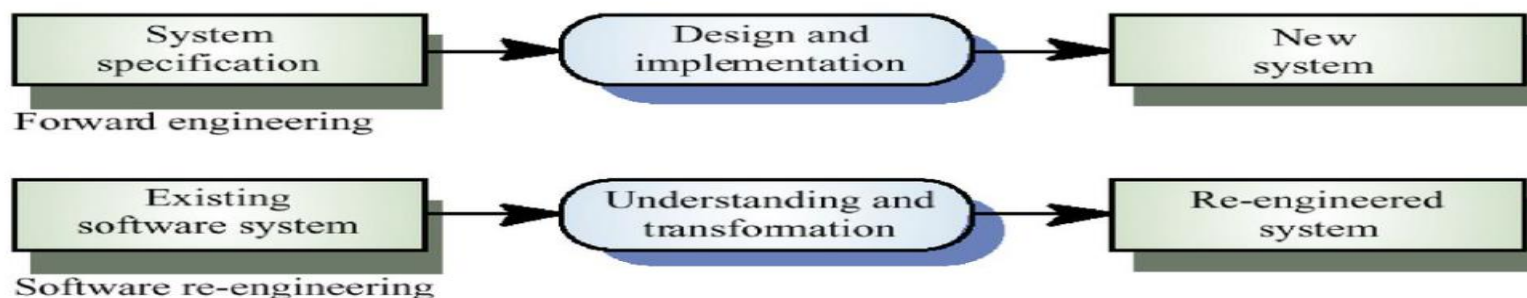 System
specification
Design and
implementation
New
system
Forward engineering
Existing
software system
Understanding and
transformation
Re-engineered
system
Software re-engineering